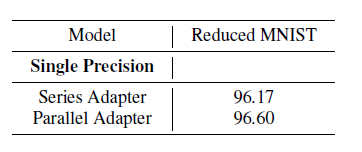 Model Reduced MNIST
Single Precision
Series Adapter 96.17
Parallel Adapter 96.60